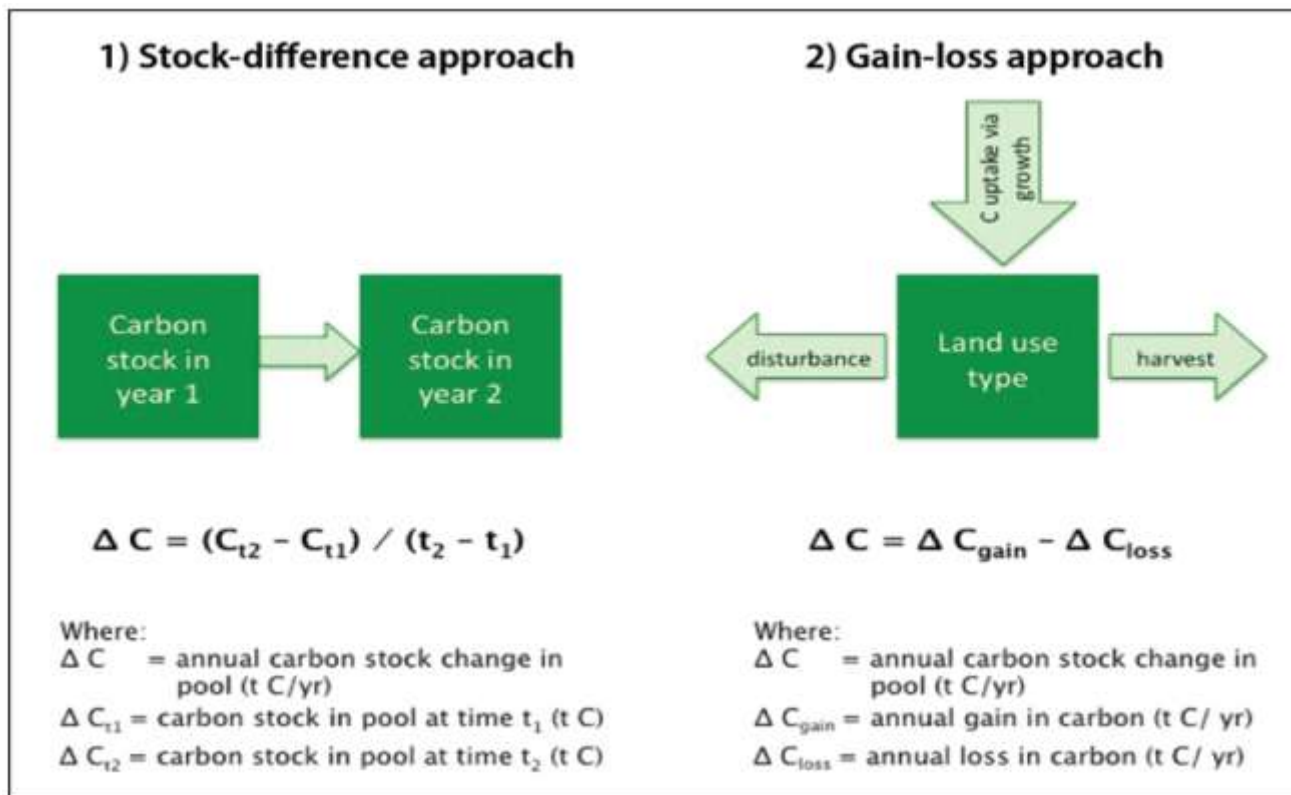 1) Stock-difference approach
Carbon
stock in
year 1
Carbon
stock in
year 2
Δ C = (C_t2 – C_t1) / (t_2 – t_1)
Where:
Δ C = annual carbon stock change in
pool (t C/yr)
Δ C_t1 = carbon stock in pool at time t_1 (t C)
Δ C_t2 = carbon stock in pool at time t_2 (t C)
2) Gain-loss approach
C uptake via
growth
disturbance
Land use
type
harvest
Δ C = Δ C_gain – Δ C_loss
Where:
Δ C = annual carbon stock change in
pool (t C/yr)
Δ C_gain = annual gain in carbon (t C/ yr)
Δ C_loss = annual loss in carbon (t C/ yr)